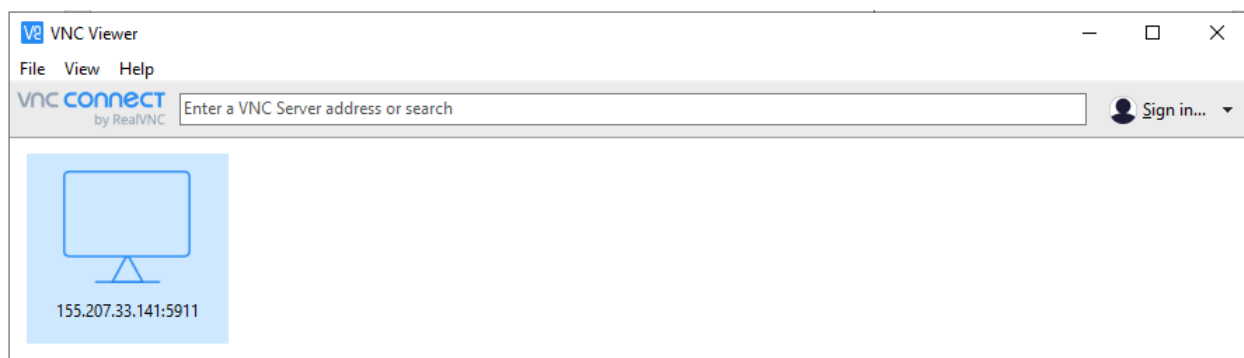 VNC Viewer
File View Help
vnc connect
by RealVNC
Enter a VNC Server address or search
Sign in...
155.207.33.141:5911